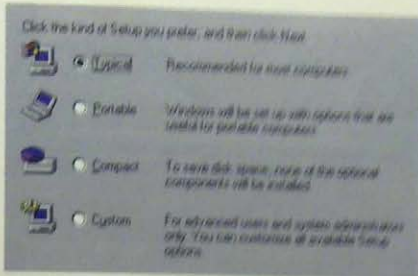 Click the kind of Setup you prefer, and then click Next
Typical
Recommended for most computers
Portable
Windows will be set up with options that are
useful for portable computers
Compact
To save disk space, none of the optional
components will be installed
Custom
For advanced users and system administrators
only. You can customize all available Setup
options